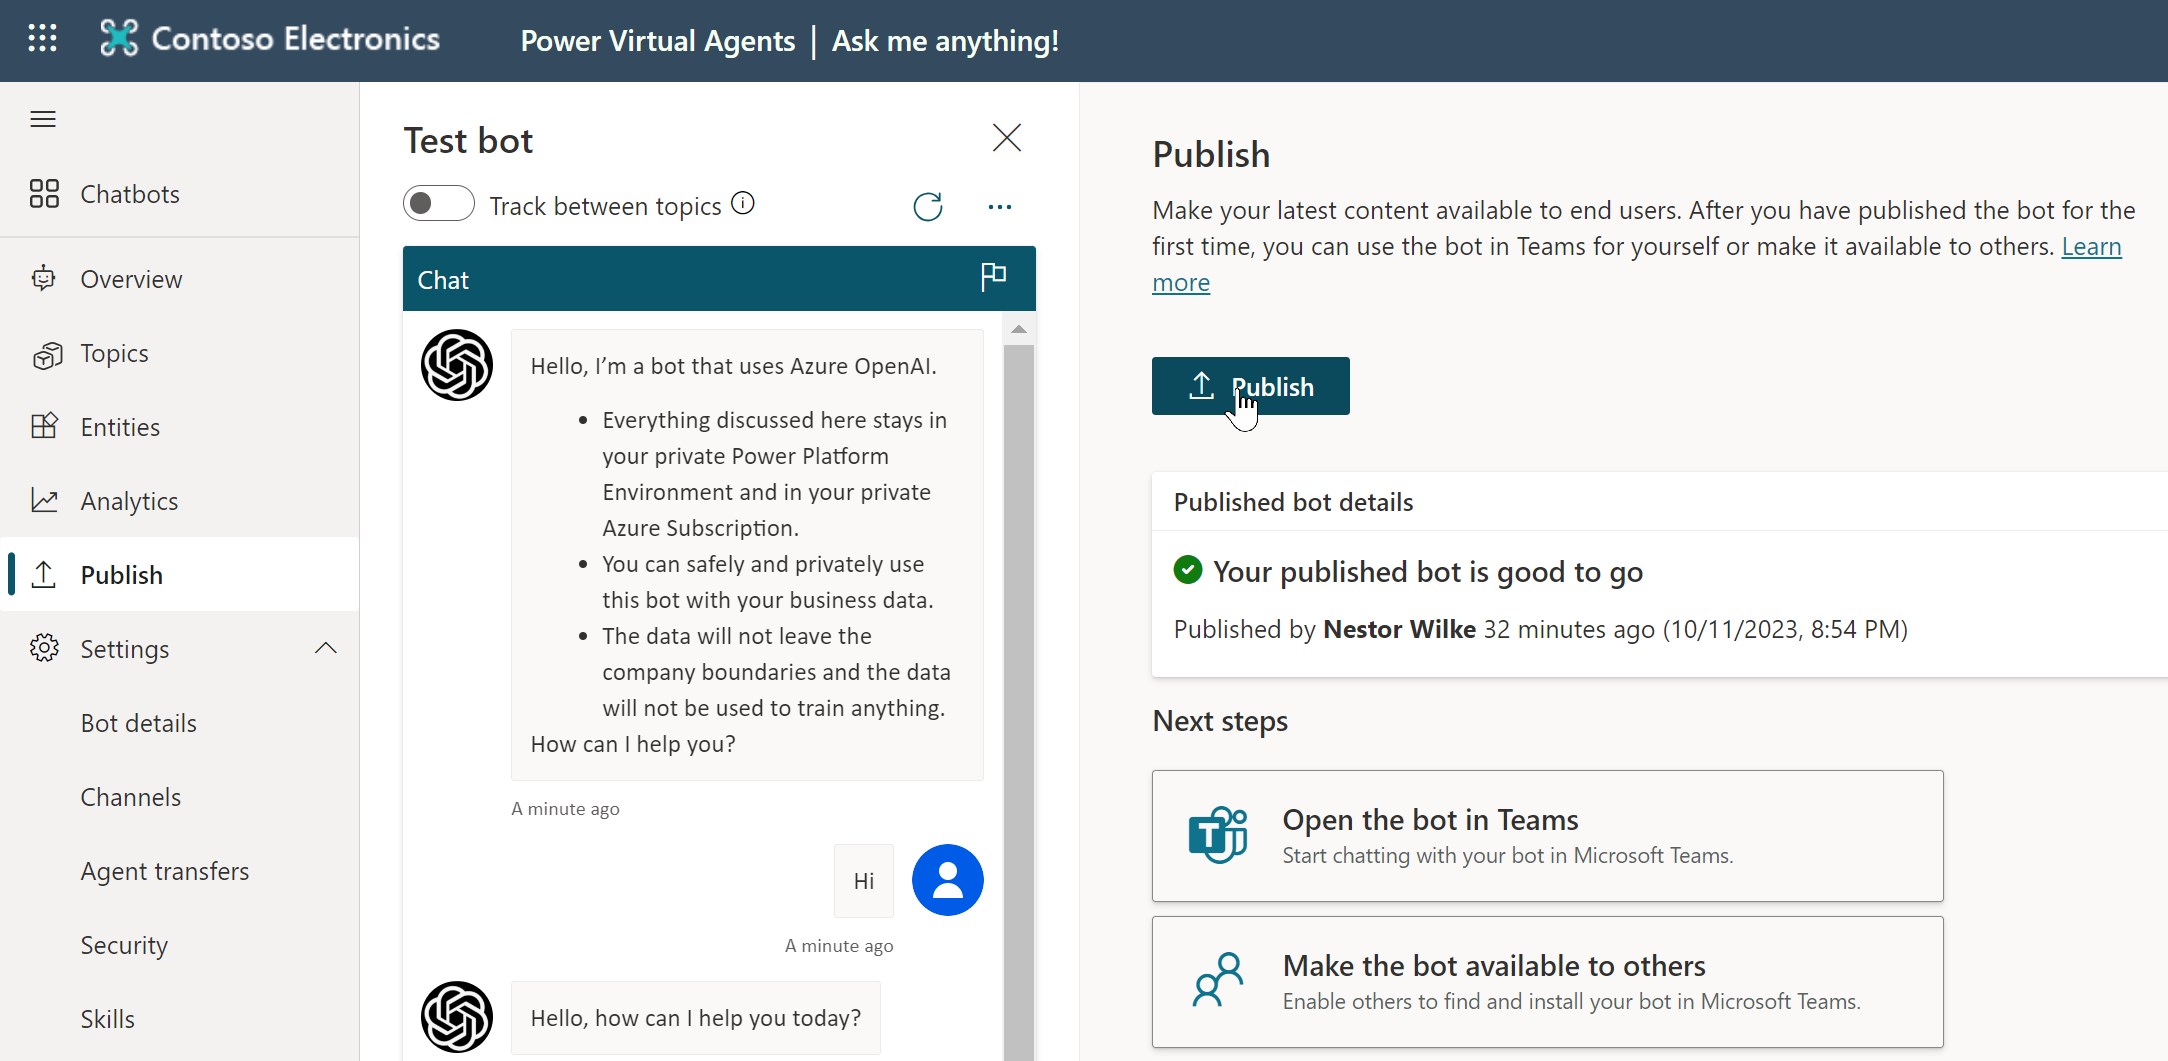 Contoso Electronics
Power Virtual Agents | Ask me anything!
Chatbots
Overview
Topics
Entities
Analytics
Publish
Settings
Bot details
Channels
Agent transfers
Security
Skills
Test bot
Track between topics
Chat
Hello, I’m a bot that uses Azure OpenAI.
• Everything discussed here stays in
your private Power Platform
Environment and in your private
Azure Subscription.
• You can safely and privately use
this bot with your business data.
• The data will not leave the
company boundaries and the data
will not be used to train anything.
How can I help you?
A minute ago
Hi
A minute ago
Hello, how can I help you today?
Publish
Make your latest content available to end users. After you have published the bot for the
first time, you can use the bot in Teams for yourself or make it available to others. Learn
more
Publish
Published bot details
Your published bot is good to go
Published by Nestor Wilke 32 minutes ago (10/11/2023, 8:54 PM)
Next steps
Open the bot in Teams
Start chatting with your bot in Microsoft Teams.
Make the bot available to others
Enable others to find and install your bot in Microsoft Teams.